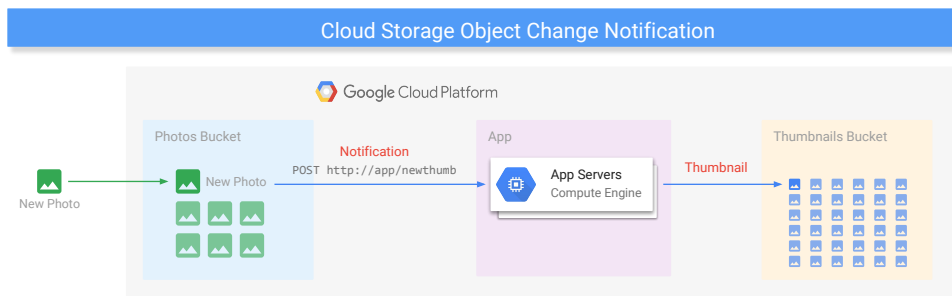 Cloud Storage Object Change Notification
Google Cloud Platform
Photos Bucket
App
Thumbnails Bucket
Notification
POST http://app/newthumb
New Photo
New Photo
App Servers
Compute Engine
Thumbnail